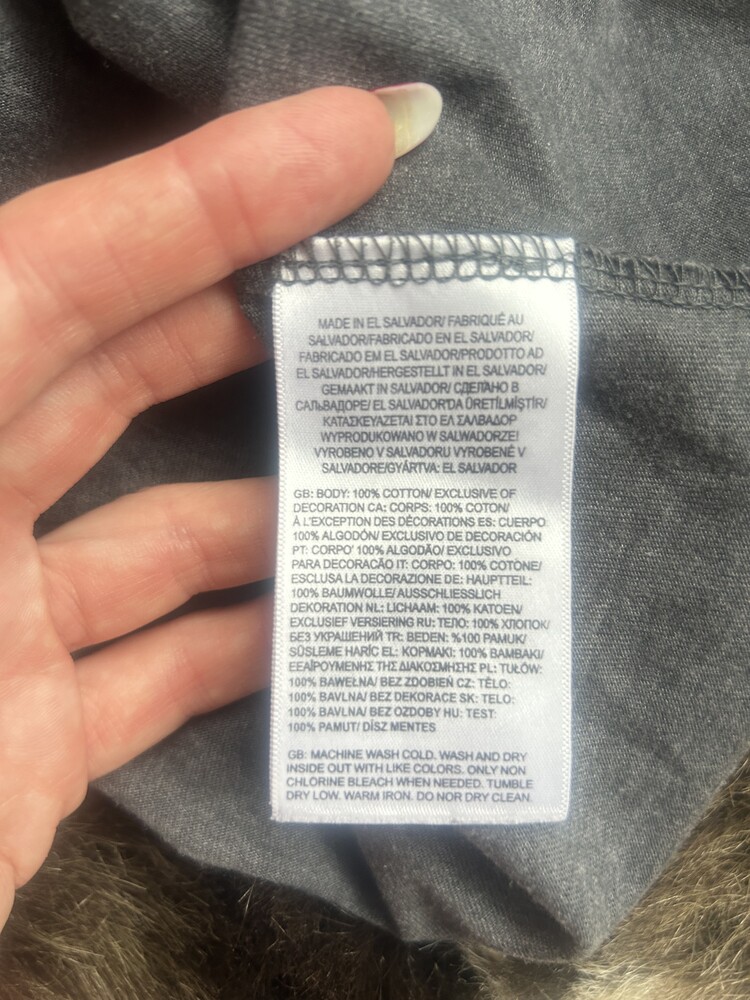 MADE IN EL SALVADOR/ FABRIQUÉ AU
SALVADOR/FABRICADO EN EL SALVADOR/
FABRICADO EM EL SALVADOR/PRODOTTO AD
EL SALVADOR/HERGESTELLT IN EL SALVADOR/
GEMAAKT IN SALVADOR/ СДЕЛАНО В
САЛЬВАДОРЕ/ EL SALVADOR'DA ÜRETİLMİŞTİR/
ΚΑΤΑΣΚΕΥΑΖΕΤΑΙ ΣΤΟ ΕΛ ΣΑΛΒΑΔΟΡ
WYPRODUKOWANO W SALWADORZE/
VYROBENO V SALVADORU VYROBENÉ V
SALVADORE/GYÁRTVA: EL SALVADOR
GB: BODY: 100% COTTON/ EXCLUSIVE OF
DECORATION CA: CORPS: 100% COTON/
À L'EXCEPTION DES DÉCORATIONS ES: CUERPO:
100% ALGODÓN/ EXCLUSIVO DE DECORACIÓN
PT: CORPO' 100% ALGODÃO/ EXCLUSIVO
PARA DECORACÃO IT: CORPO: 100% COTONE/
ESCLUSA LA DECORAZIONE DE: HAUPTTEIL:
100% BAUMWOLLE/ AUSSCHLIESSLICH
DEKORATION NL: LICHAAM: 100% KATOEN/
EXCLUSIEF VERSIERING RU: ТЕЛО: 100% ХЛОПОК/
БЕЗ УКРАШЕНИЙ TR: BEDEN: %100 PAMUK/
SÜSLEME HARİC EL: ΚΟΡΜΑΚΙ: 100% ΒΑΜΒΑΚΙ/
ΕΕΑΪΡΟΥΜΕΝΗΣ ΤΗΣ ΔΙΑΚΟΣΜΗΣΗΣ PL: TUŁÓW:
100% BAWEŁNA/ BEZ ZDOBIEŃ CZ: TĚLO:
100% BAVLNA/ BEZ DEKORACE SK: TELO:
100% BAVLNA/ BEZ OZDOBY HU: TEST:
100% PAMUT/ DÍSZ MENTES
GB: MACHINE WASH COLD. WASH AND DRY
INSIDE OUT WITH LIKE COLORS. ONLY NON
CHLORINE BLEACH WHEN NEEDED. TUMBLE
DRY LOW. WARM IRON. DO NOR DRY CLEAN.